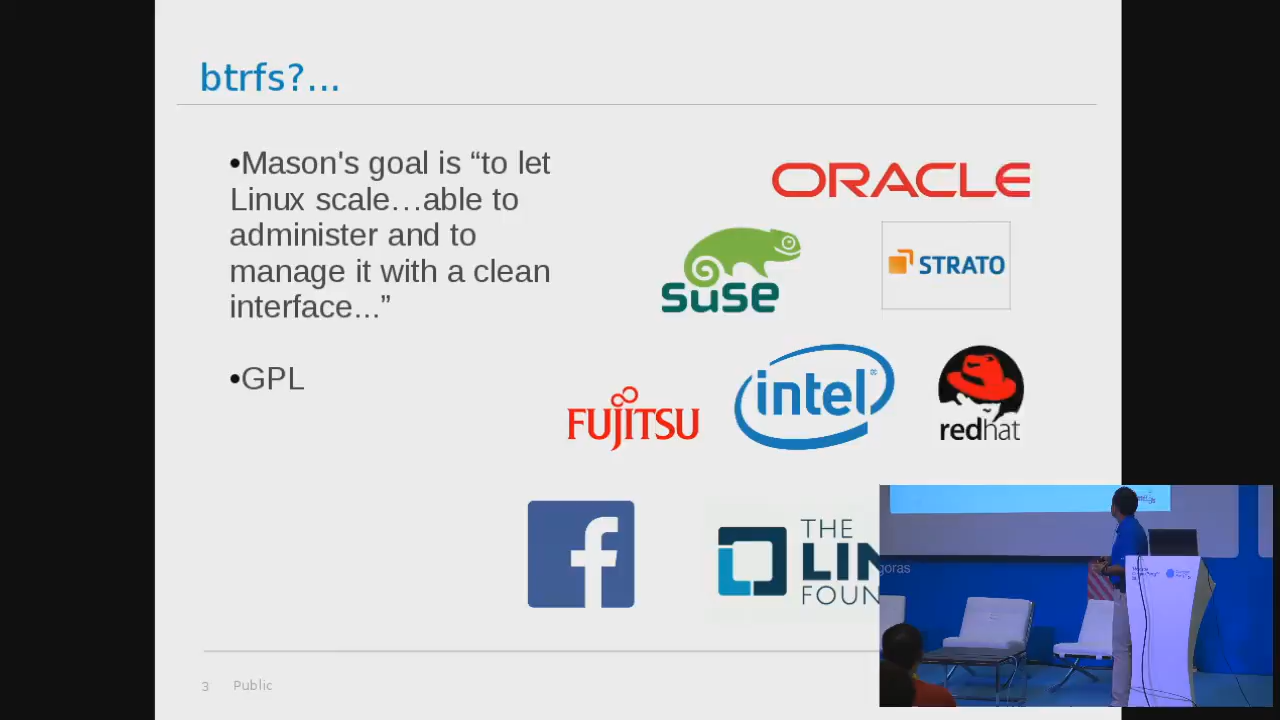 btrfs?...
•Mason's goal is “to let
Linux scale…able to
administer and to
manage it with a clean
interface...”
•GPL
ORACLE
suse
STRATO
FUJITSU
intel®
redhat
f
THE
LIN
FOUN
goras
3 Public